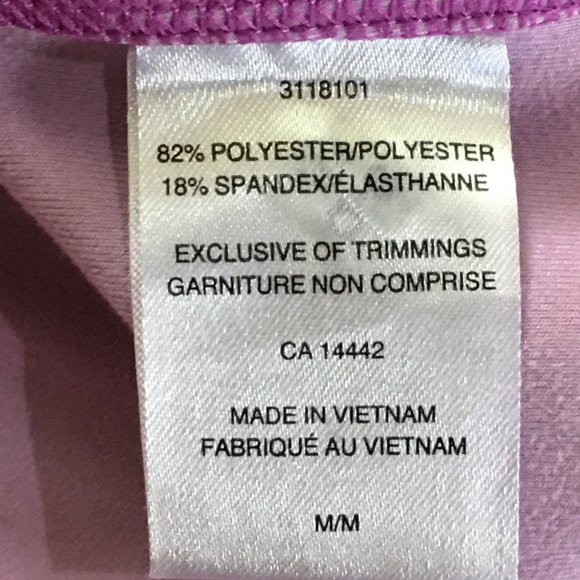 3118101
82% POLYESTER/POLYESTER
18% SPANDEX/ÉLASTHANNE
EXCLUSIVE OF TRIMMINGS
GARNITURE NON COMPRISE
CA 14442
MADE IN VIETNAM
FABRIQUÉ AU VIETNAM
M/M